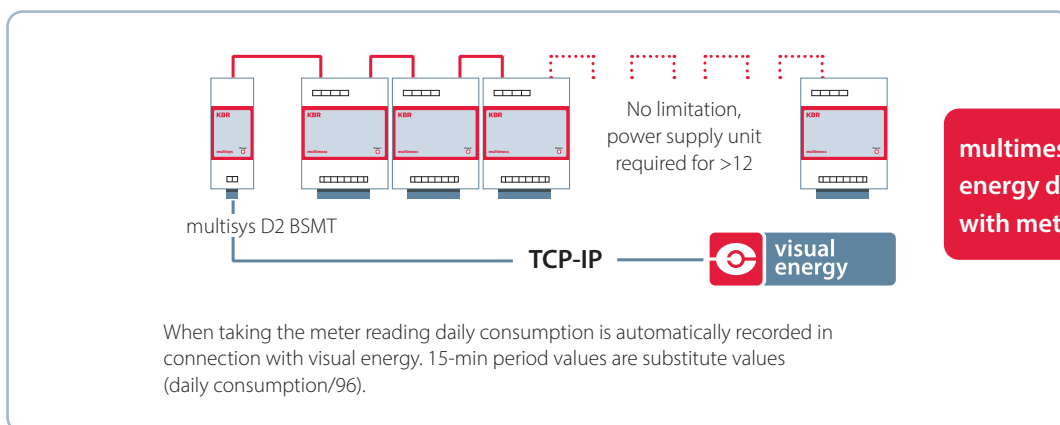 No limitation,
power supply unit
required for >12
KBR
KBR
KBR
KBR
KBR
multisys
multimess
multimess
multimess
multimess
multisys D2 BSMT
TCP-IP
visual
energy
energy
with
When taking the meter reading daily consumption is automatically recorded in
connection with visual energy. 15-min period values are substitute values
(daily consumption/96).